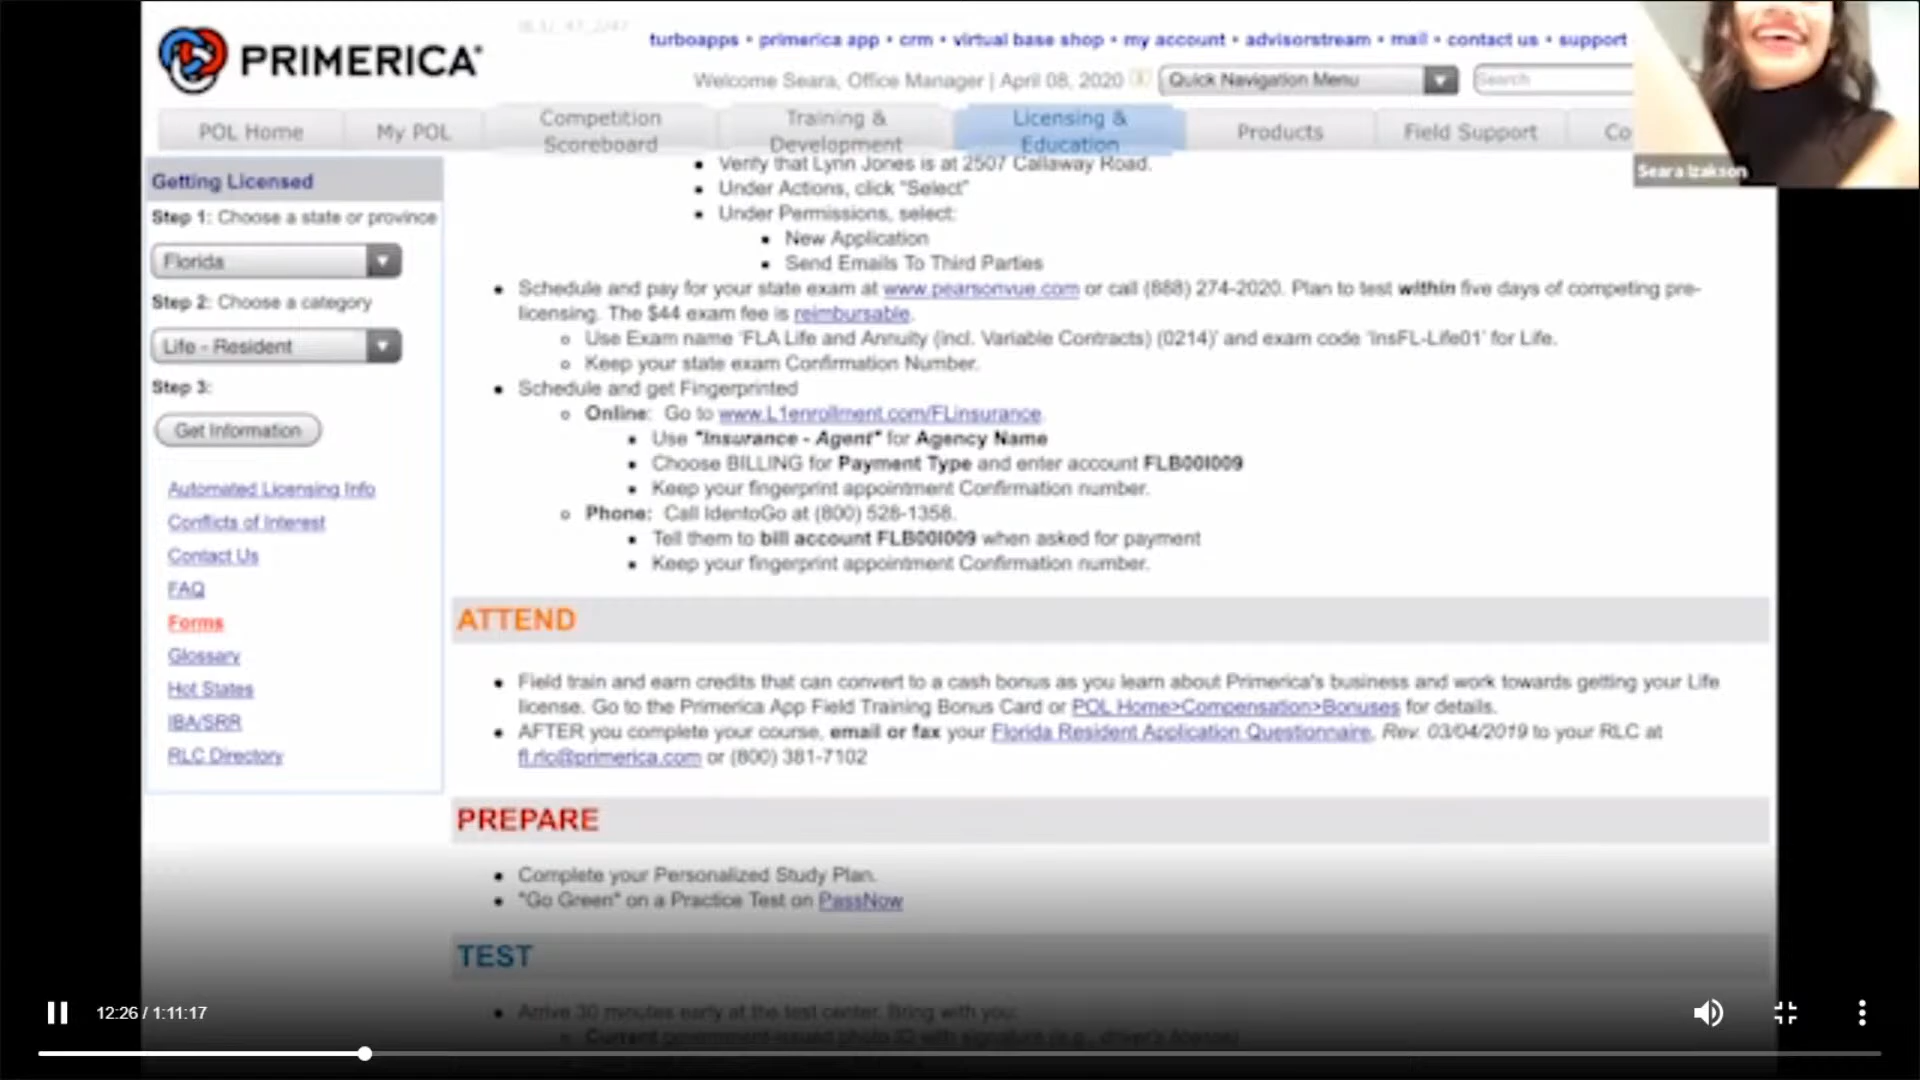 PRIMERICA
turboapps • primerica app • crm • virtual base shop • my account • advisorstream • mail • contact us • support
Welcome Seara, Office Manager | April 08, 2020
Quick Navigation Menu
Search
POL Home
My POL
Competition Scoreboard
Training & Development
Licensing & Education
Products
Field Support
Co
Seara Izakson
Getting Licensed
Step 1: Choose a state or province
Florida
Step 2: Choose a category
Life - Resident
Step 3:
Get Information
Automated Licensing Info
Conflicts of Interest
Contact Us
FAQ
Forms
Glossary
Hot States
IBA/SRR
RLC Directory
Verify that Lynn Jones is at 2507 Callaway Road.
Under Actions, click "Select"
Under Permissions, select:
New Application
Send Emails To Third Parties
Schedule and pay for your state exam at www.pearsonvue.com or call (888) 274-2020. Plan to test within five days of competing pre-
licensing. The $44 exam fee is reimbursable.
Use Exam name 'FLA Life and Annuity (incl. Variable Contracts) (0214)' and exam code 'InsFL-Life01' for Life.
Keep your state exam Confirmation Number.
Schedule and get Fingerprinted
Online: Go to www.L1enrollment.com/FLinsurance.
Use "Insurance - Agent" for Agency Name
Choose BILLING for Payment Type and enter account FLB00I009
Keep your fingerprint appointment Confirmation number.
Phone: Call IdentoGo at (800) 528-1358.
Tell them to bill account FLB00I009 when asked for payment
Keep your fingerprint appointment Confirmation number.
ATTEND
Field train and earn credits that can convert to a cash bonus as you learn about Primerica's business and work towards getting your Life
license. Go to the Primerica App Field Training Bonus Card or POL Home>Compensation>Bonuses for details.
AFTER you complete your course, email or fax your Florida Resident Application Questionnaire, Rev. 03/04/2019 to your RLC at
fl.rlc@primerica.com or (800) 381-7102
PREPARE
Complete your Personalized Study Plan.
"Go Green" on a Practice Test on PassNow
TEST
Arrive 30 minutes early at the test center. Bring with you:
Current government-issued photo ID with signature (e.g., driver's license)
12:26 / 1:11:17